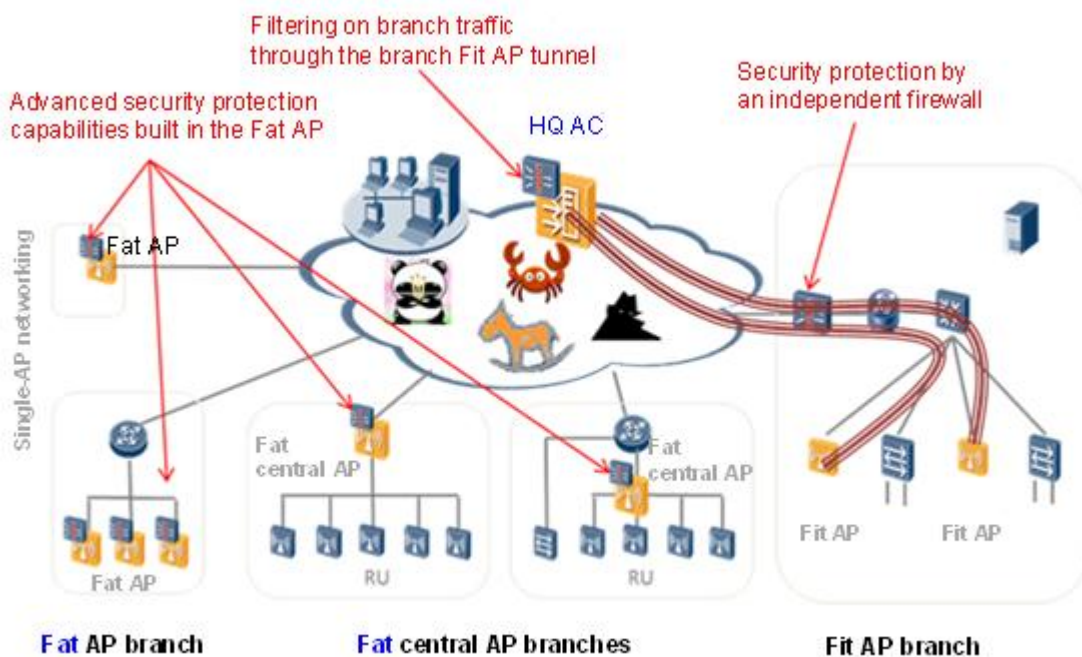 Filtering on branch traffic
through the branch Fit AP tunnel
Security protection by
an independent firewall
Advanced security protection
capabilities built in the Fat AP
HQ AC
Fat AP
Single-AP networking
Fat
central AP
Fat
central AP
Fat AP
RU
RU
Fit AP
Fit AP
Fat AP branch
Fat central AP branches
Fit AP branch